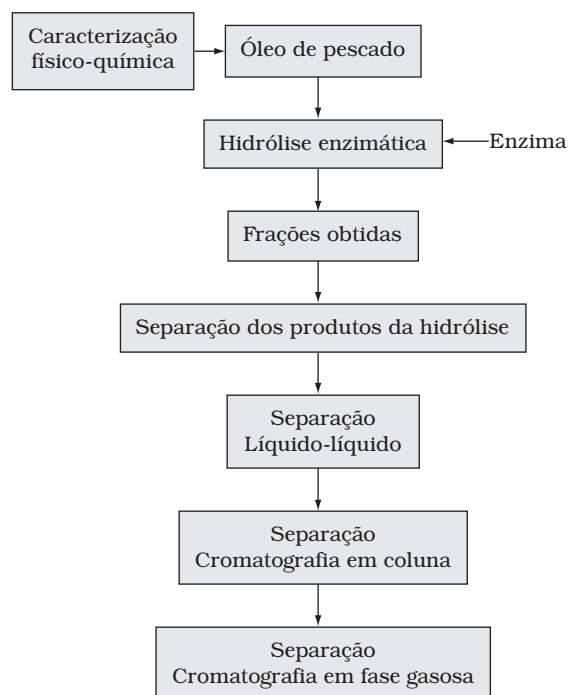 Caracterização
físico-química
Óleo de pescado
Hidrólise enzimática
Enzima
Frações obtidas
Separação dos produtos da hidrólise
Separação
Líquido-líquido
Separação
Cromatografia em coluna
Separação
Cromatografia em fase gasosa